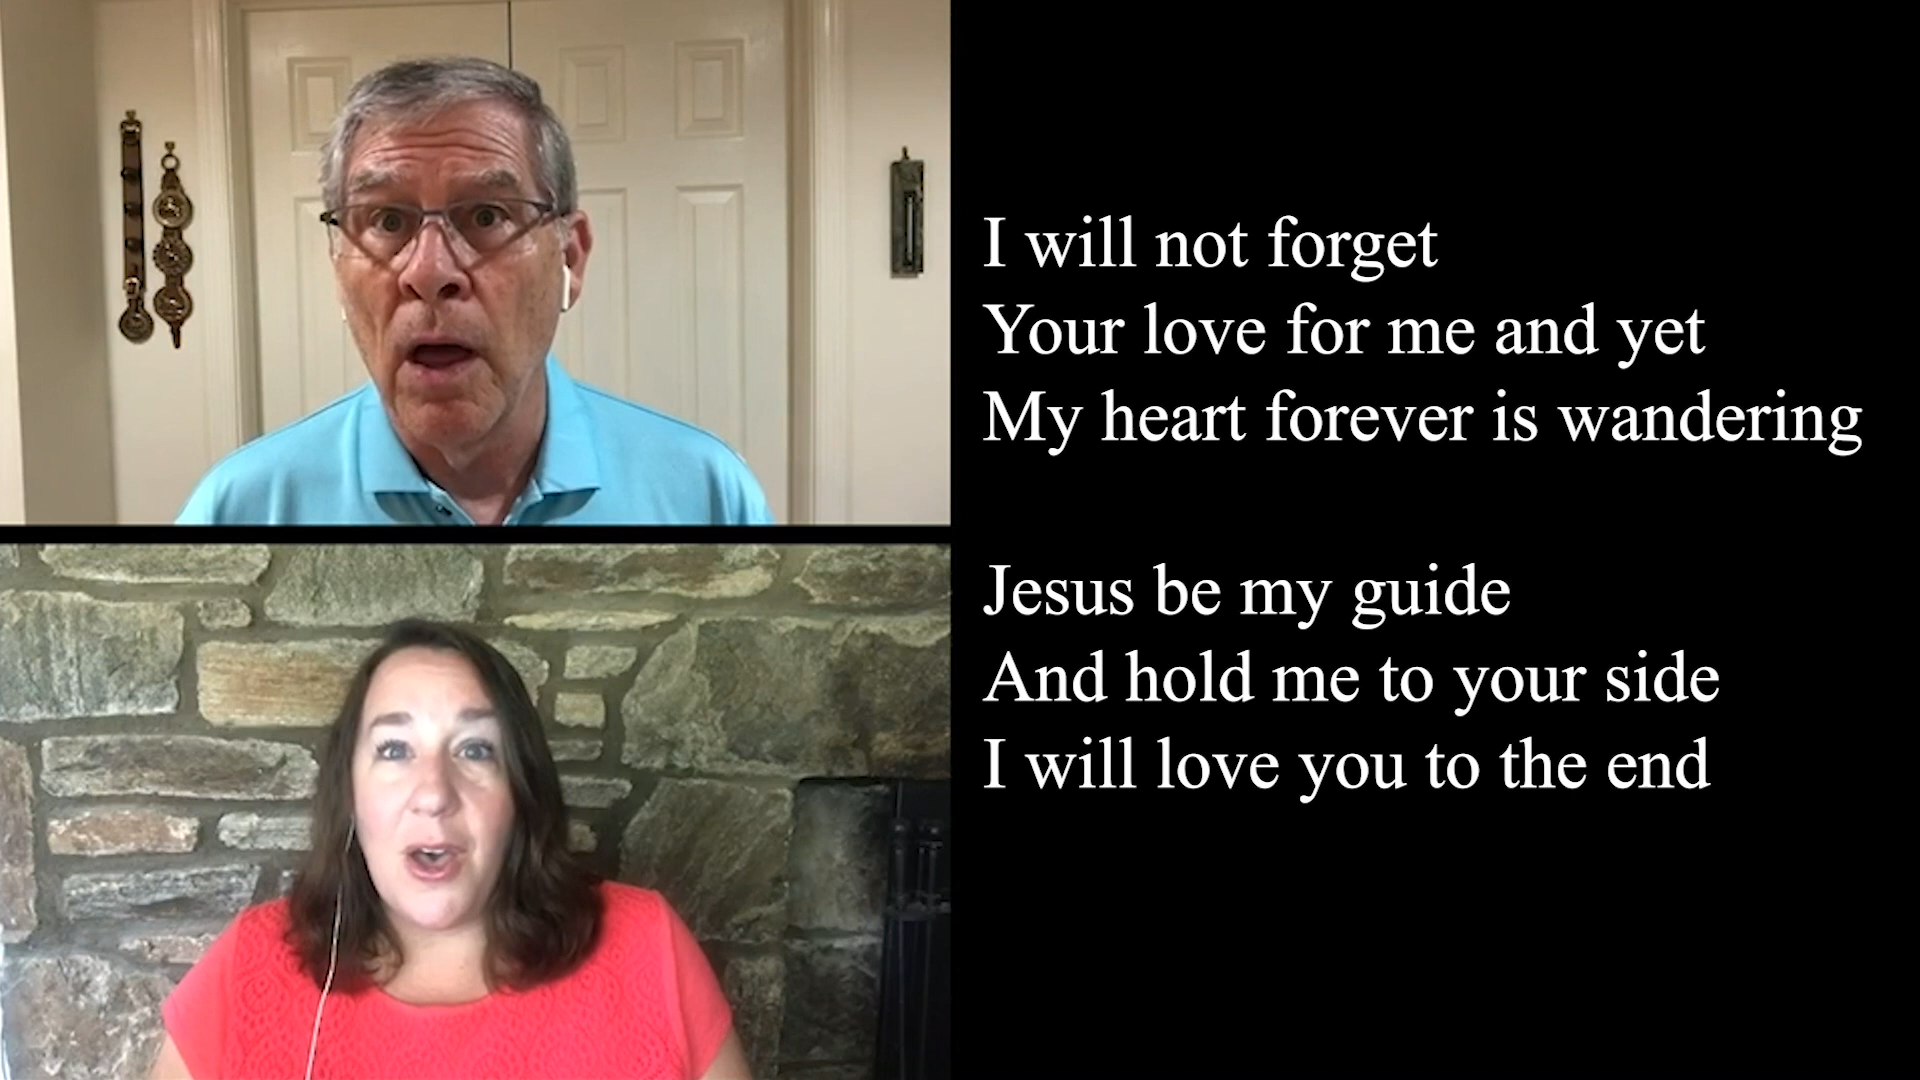 I will not forget
Your love for me and yet
My heart forever is wandering
Jesus be my guide
And hold me to your side
I will love you to the end